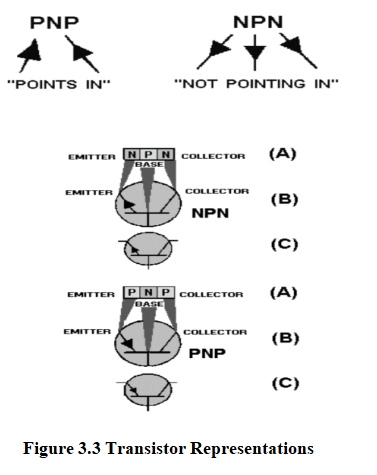 PNP NPN
"POINTS IN" "NOT POINTING IN"
EMITTER N P N COLLECTOR (A)
BASE
EMITTER COLLECTOR (B)
NPN
(C)
EMITTER P N P COLLECTOR (A)
BASE
EMITTER COLLECTOR (B)
PNP
(C)
Figure 3.3 Transistor Representations